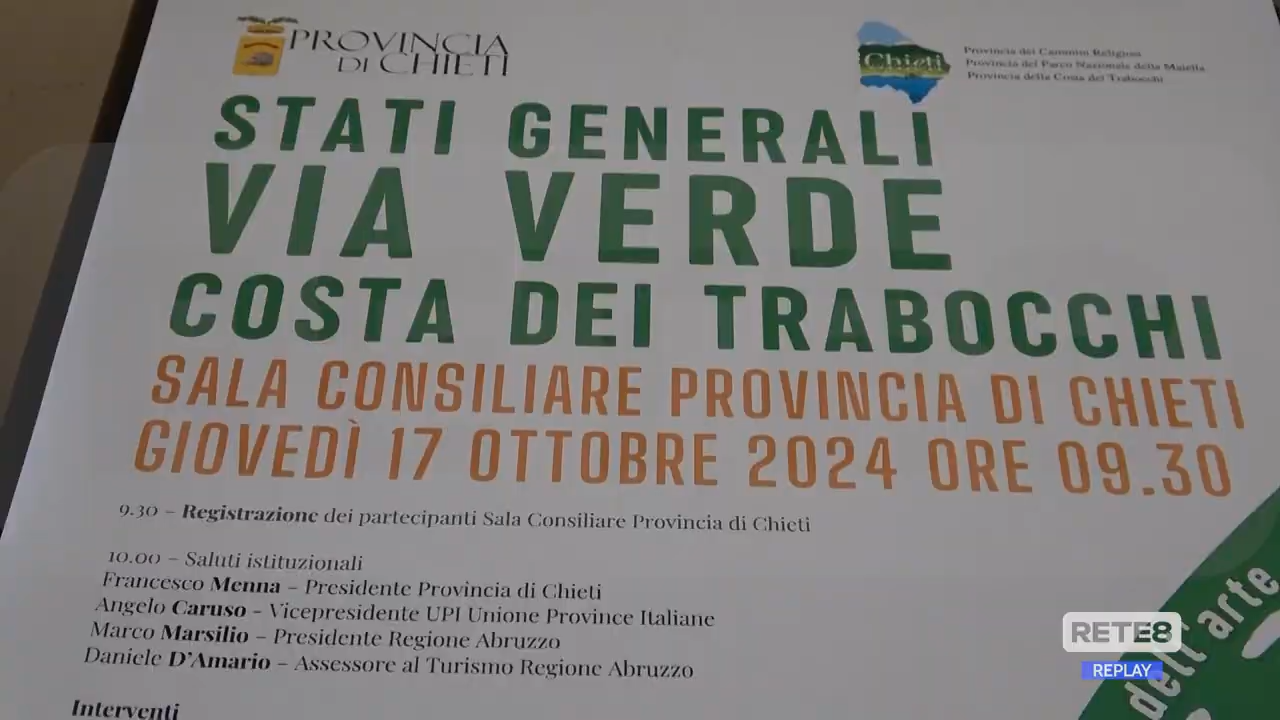 PROVINCIA
DI CHIETI
Chieti
Provincia dei Cammini Religiosi
Provincia del Parco Nazionale della Maiella
Provincia della Costa dei Trabocchi
STATI GENERALI
VIA VERDE
COSTA DEI TRABOCCHI
SALA CONSILIARE PROVINCIA DI CHIETI
GIOVEDÌ 17 OTTOBRE 2024 ORE 09.30
9.30 – Registrazione dei partecipanti Sala Consiliare Provincia di Chieti
10.00 – Saluti istituzionali
Francesco Menna – Presidente Provincia di Chieti
Angelo Caruso - Vicepresidente UPI Unione Province Italiane
Marco Marsilio – Presidente Regione Abruzzo
Daniele D'Amario – Assessore al Turismo Regione Abruzzo
Interventi
dell'arte
RETE8
REPLAY